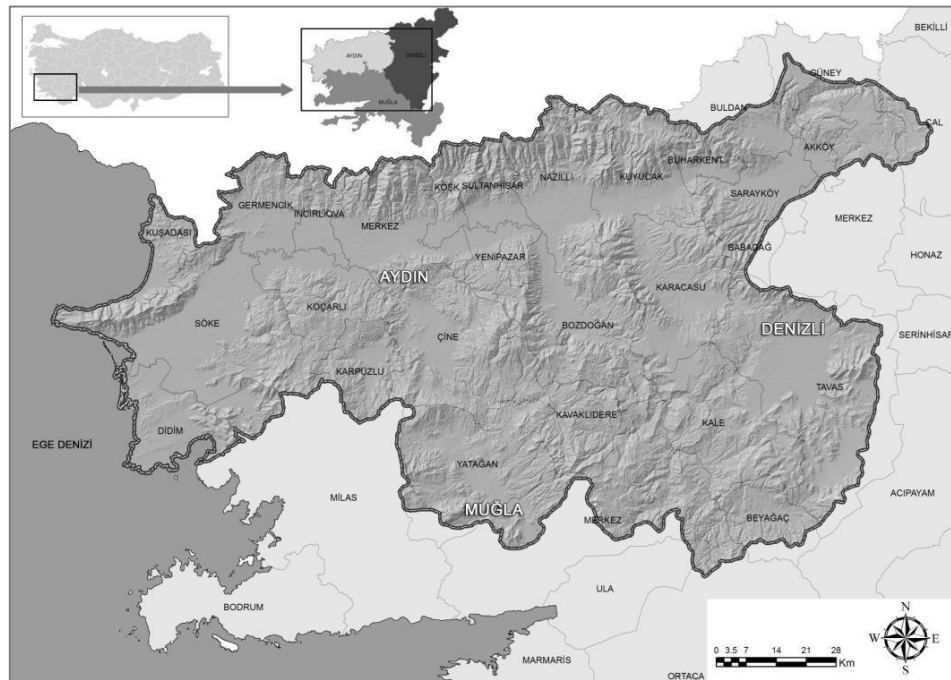 BEKİLLİ
AYDIN
DENİZLİ
MUĞLA
GÜNEY
BULDAN
ÇAL
AKKÖY
BUHARKENT
NAZİLLİ
KUYUCAK
KOŞK
SULTANHİSAR
SARAYKÖY
GERMENCİK
İNCİRLİOVA
MERKEZ
MERKEZ
KUŞADASI
BABADAĞ
HONAZ
YENİPAZAR
AYDIN
KARACASU
KOÇARLI
SÖKE
BOZDOĞAN
DENİZLİ
SERİNHİSAR
ÇİNE
KARPUZLU
TAVAS
KAVAKLIDERE
KALE
DİDİM
EGE DENİZİ
YATAĞAN
ACIPAYAM
MİLAS
MUĞLA
MERKEZ
BEYAĞAÇ
ULA
BODRUM
MARMARİS
ORTACA
N
W E
S
0 3.5 7 14 21 28
Km